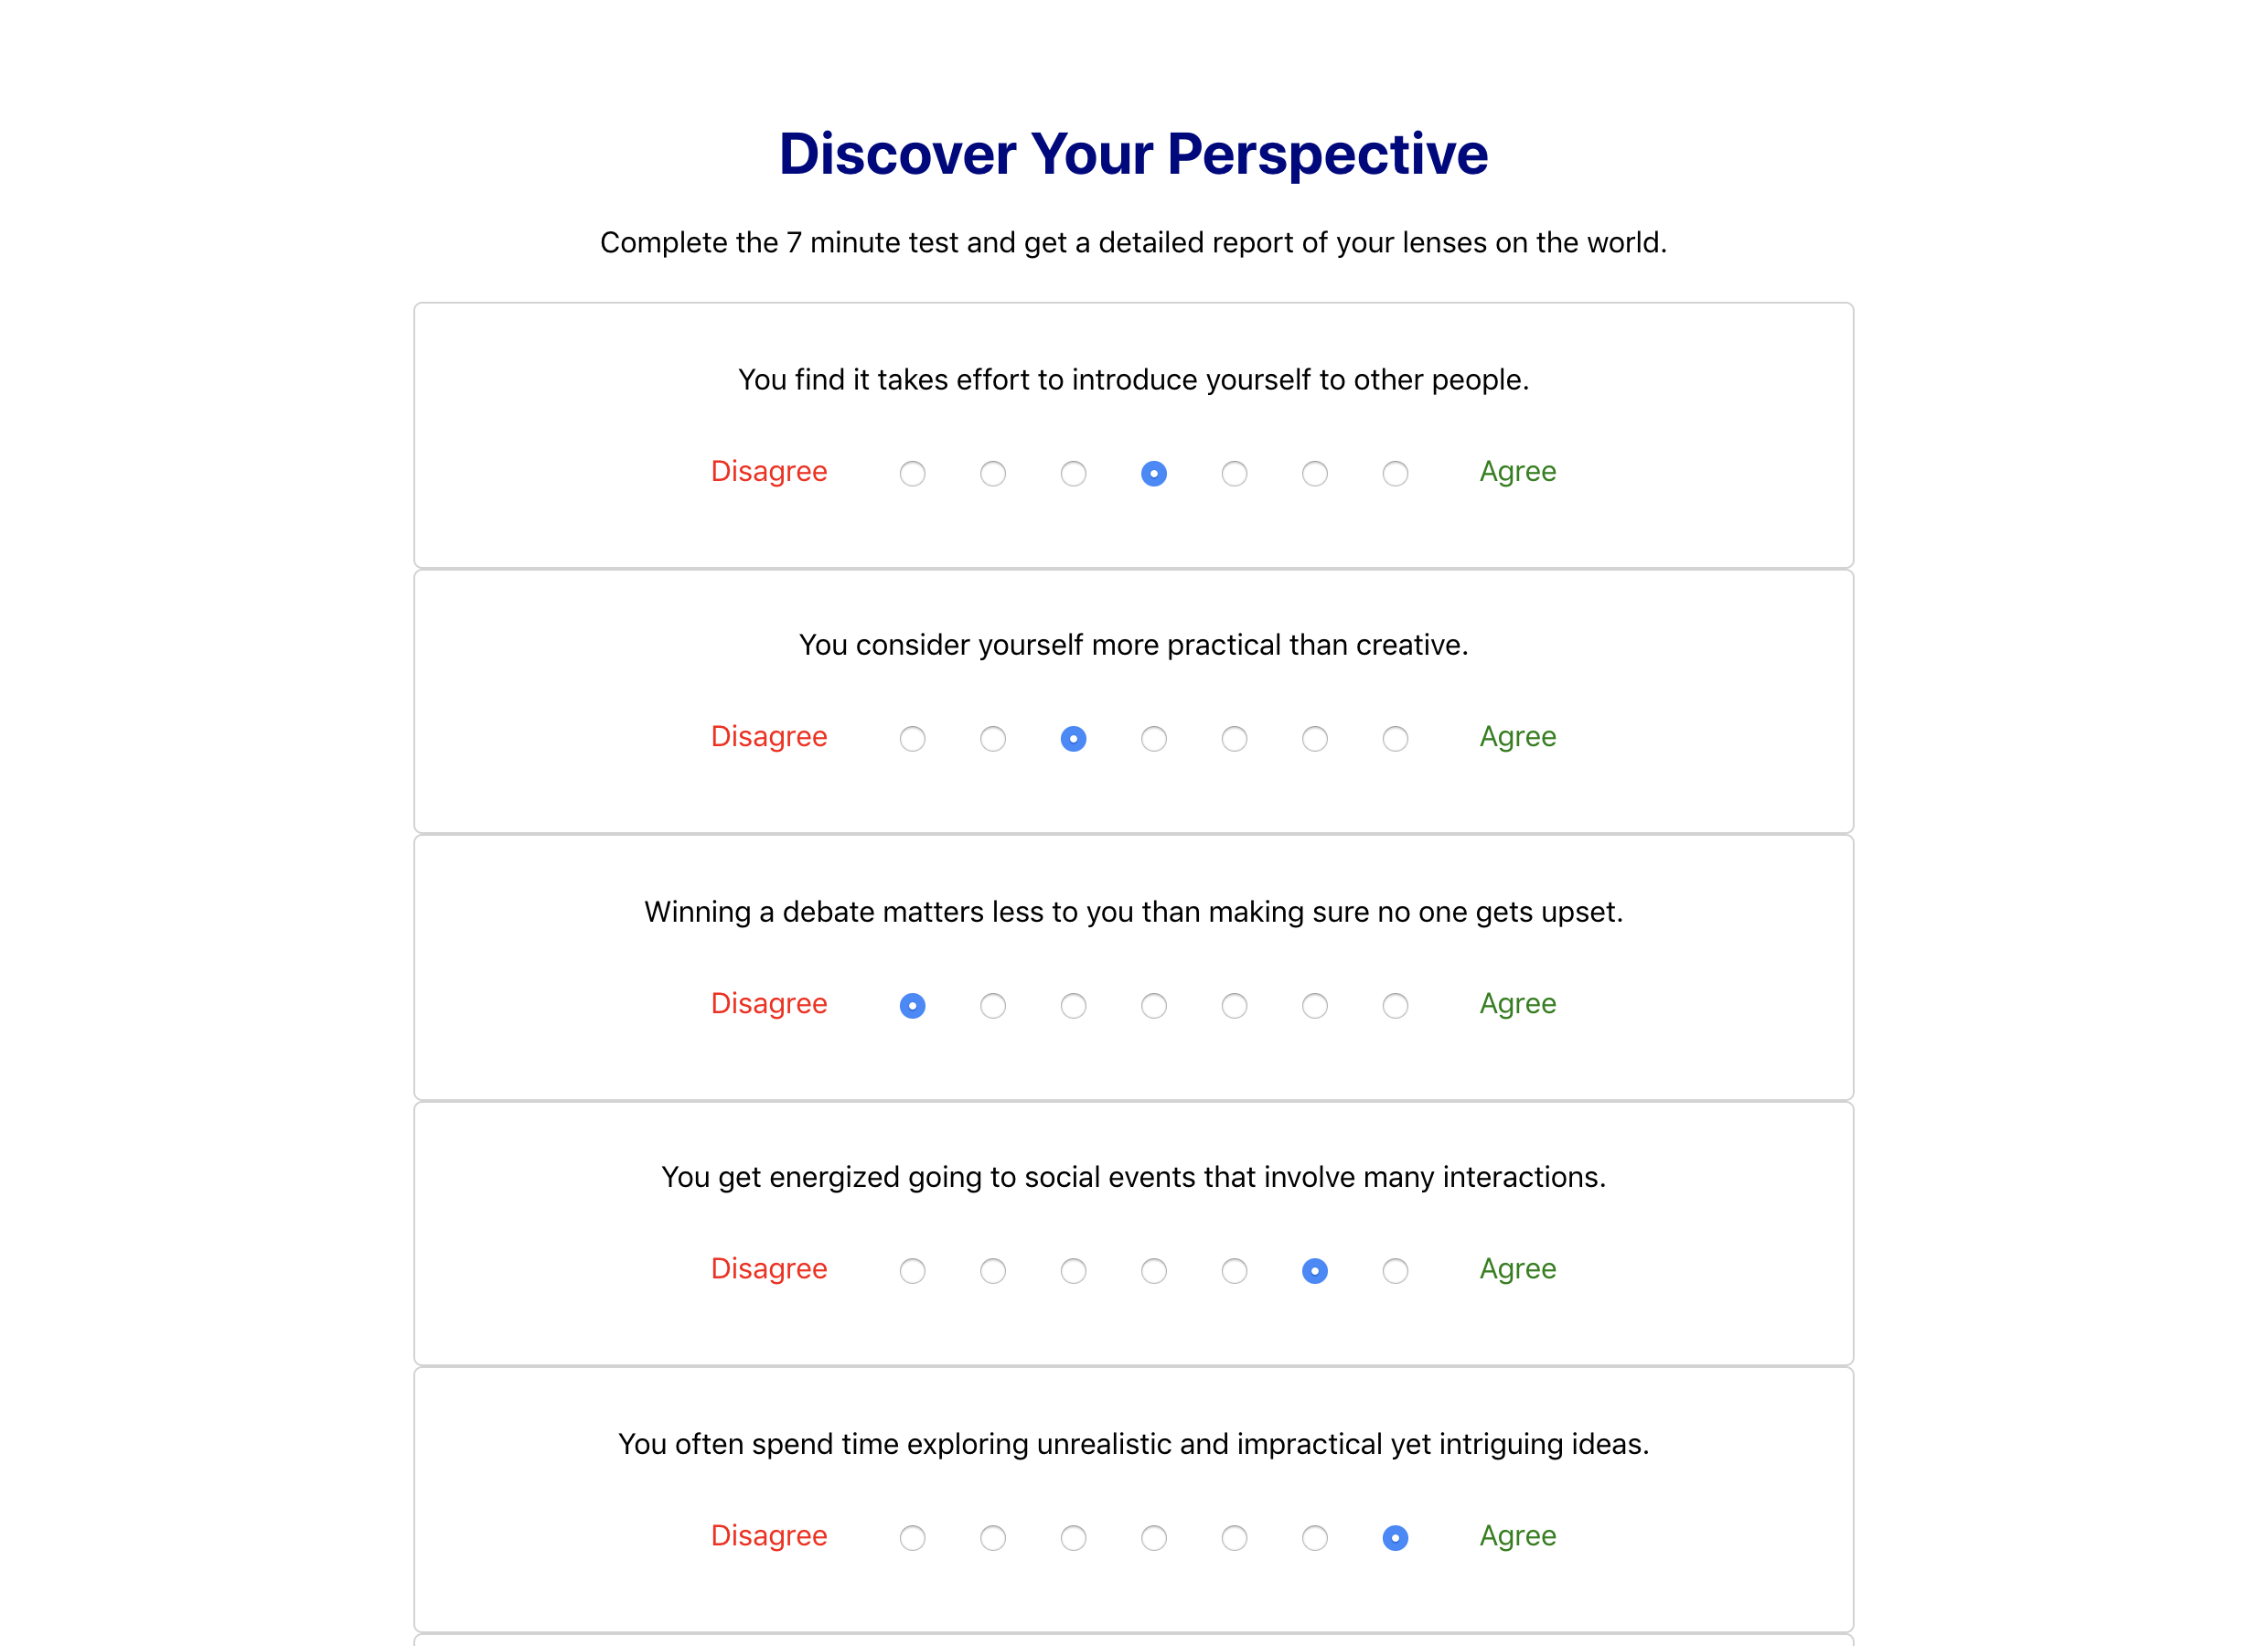 Discover Your Perspective
Complete the 7 minute test and get a detailed report of your lenses on the world.
You find it takes effort to introduce yourself to other people.
Disagree Agree
You consider yourself more practical than creative.
Disagree Agree
Winning a debate matters less to you than making sure no one gets upset.
Disagree Agree
You get energized going to social events that involve many interactions.
Disagree Agree
You often spend time exploring unrealistic and impractical yet intriguing ideas.
Disagree Agree